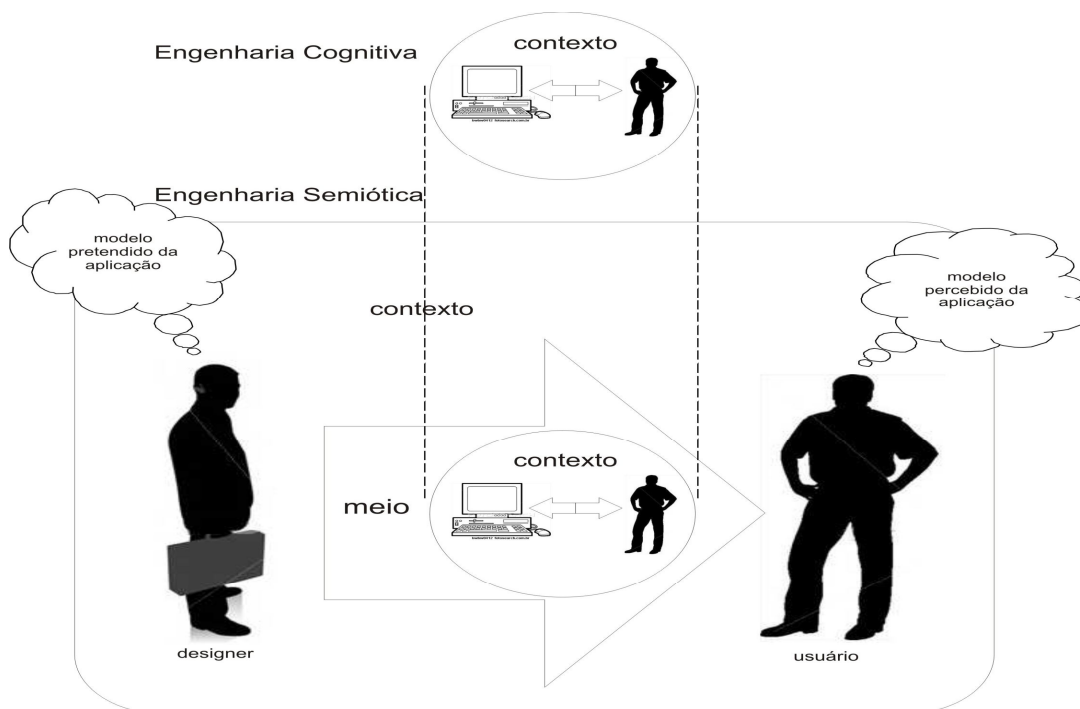 Engenharia Cognitiva
contexto
Engenharia Semiótica
modelo
pretendido da
aplicação
modelo
percebido da
aplicação
contexto
contexto
meio
designer
usuário